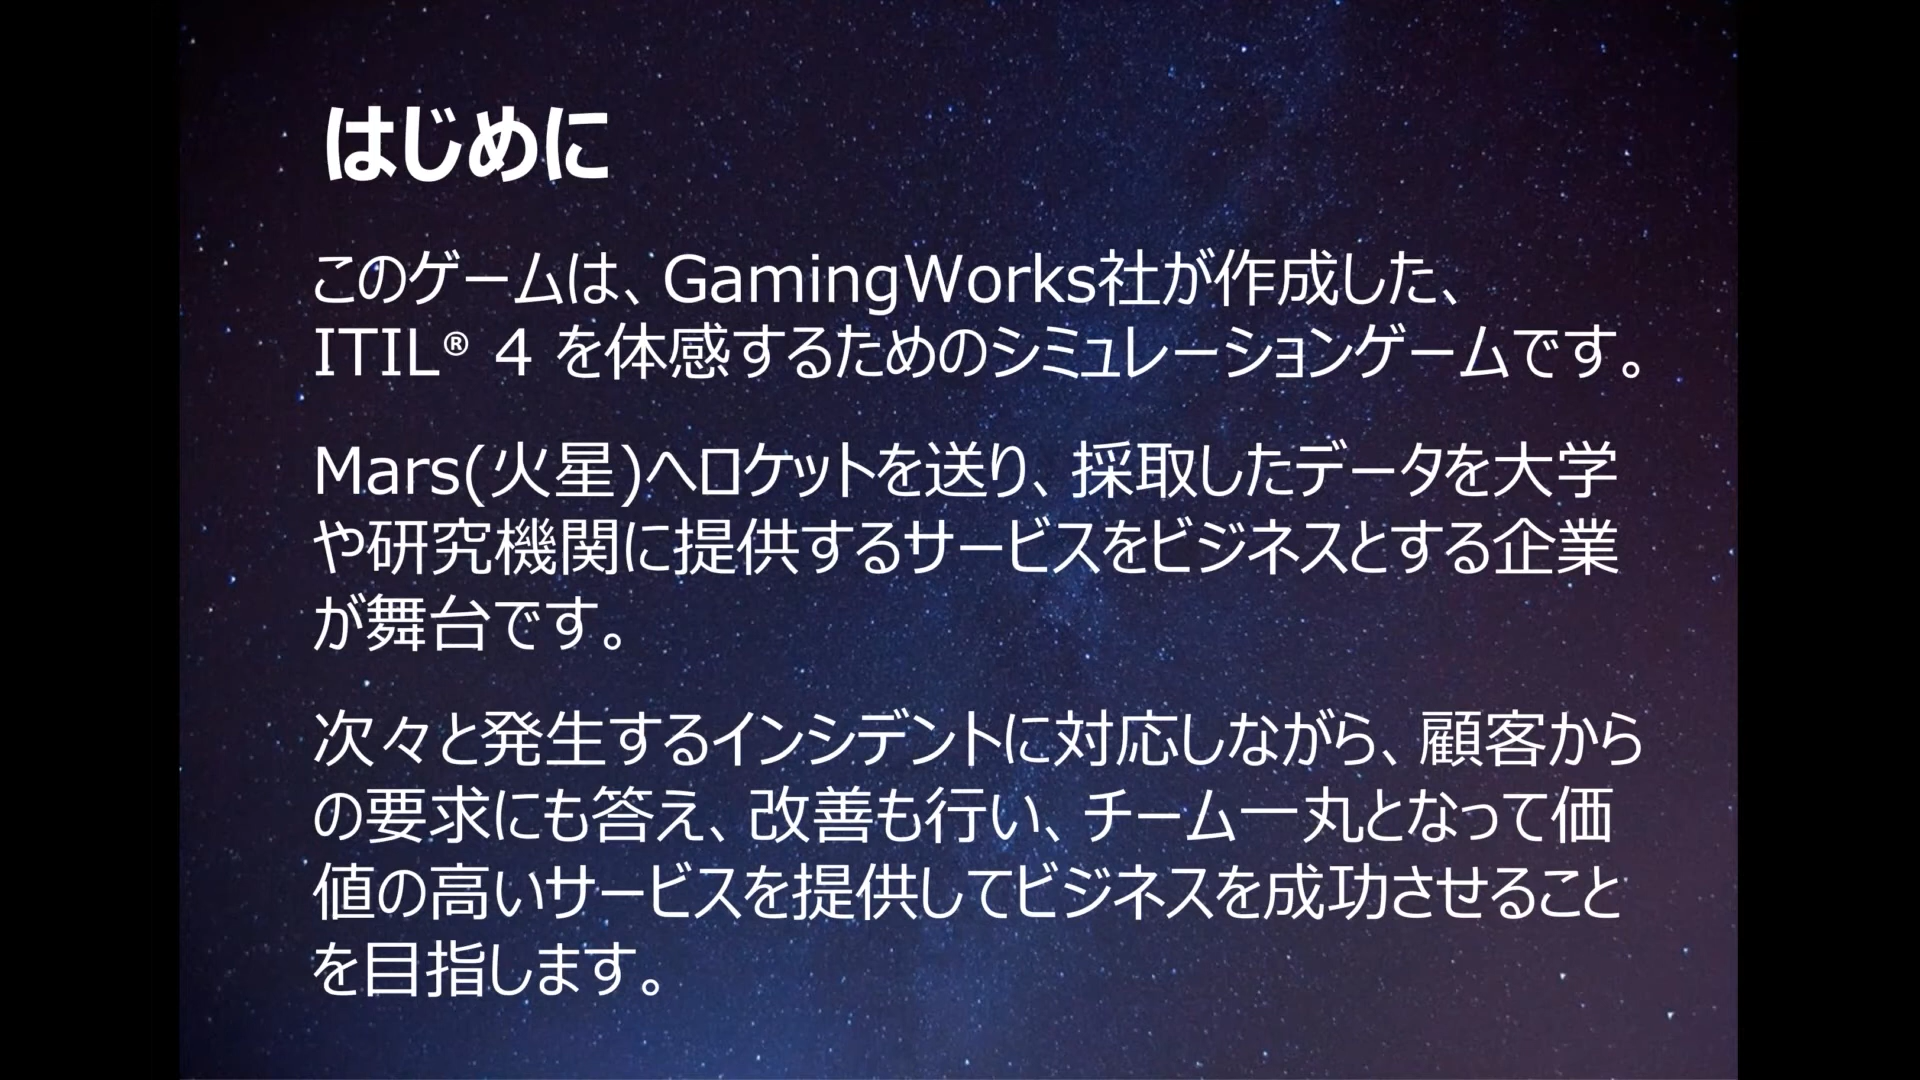 はじめに
このゲームは、GamingWorks社が作成した、
ITIL® 4 を体感するためのシミュレーションゲームです。
Mars(火星)へロケットを送り、採取したデータを大学
や研究機関に提供するサービスをビジネスとする企業
が舞台です。
次々と発生するインシデントに対応しながら、顧客から
の要求にも答え、改善も行い、チーム一丸となって価
値の高いサービスを提供してビジネスを成功させること
を目指します。